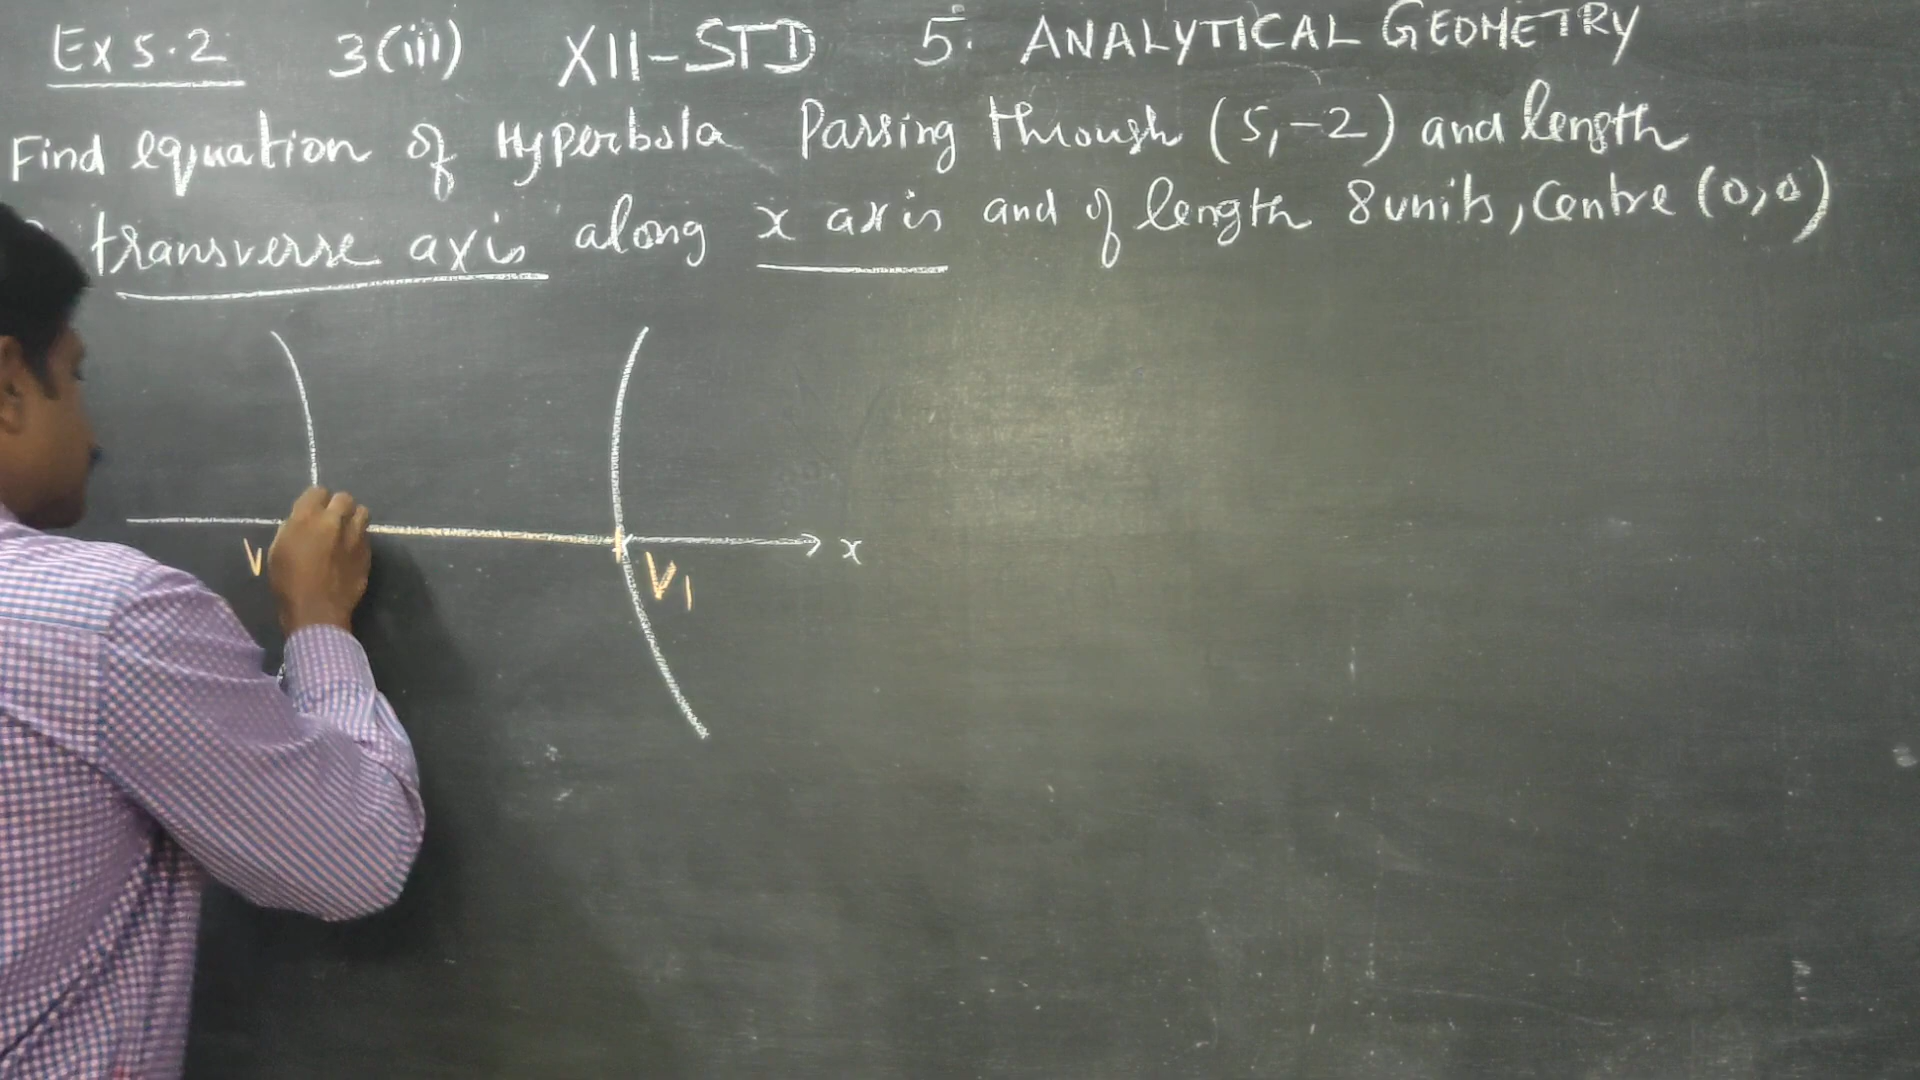 Ex 5.2 3(iii) XII-STD 5. ANALYTICAL GEOMETRY
Find equation of Hyperbola Passing through (5,-2) and length
transverse axis along x axis and of length 8 units, Centre (0,0)
x
V
V1